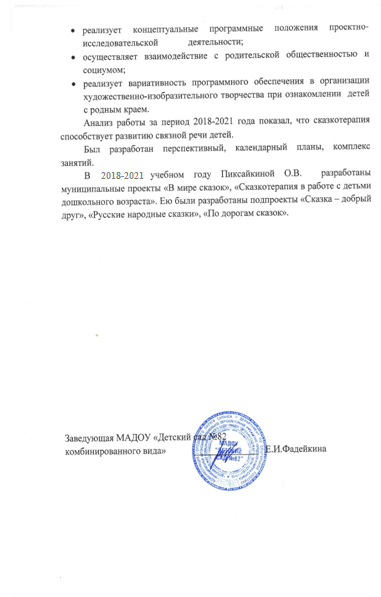 • реализует концептуальные программные положения проектно-
исследовательской деятельности;
• осуществляет взаимодействие с родительской общественностью и
социумом;
• реализует вариативность программного обеспечения в организации
художественно-изобразительного творчества при ознакомлении детей
с родным краем.
Анализ работы за период 2018-2021 года показал, что сказкотерапия
способствует развитию связной речи детей.
Был разработан перспективный, календарный планы, комплекс
занятий.
В 2018-2021 учебном году Пиксайкиной О.В. разработаны
муниципальные проекты «В мире сказок», «Сказкотерапия в работе с детьми
дошкольного возраста». Ею были разработаны подпроекты «Сказка – добрый
друг», «Русские народные сказки», «По дорогам сказок».
Заведующая МАДОУ «Детский сад №82
комбинированного вида» Е.И.Фадейкина
МАДОУ